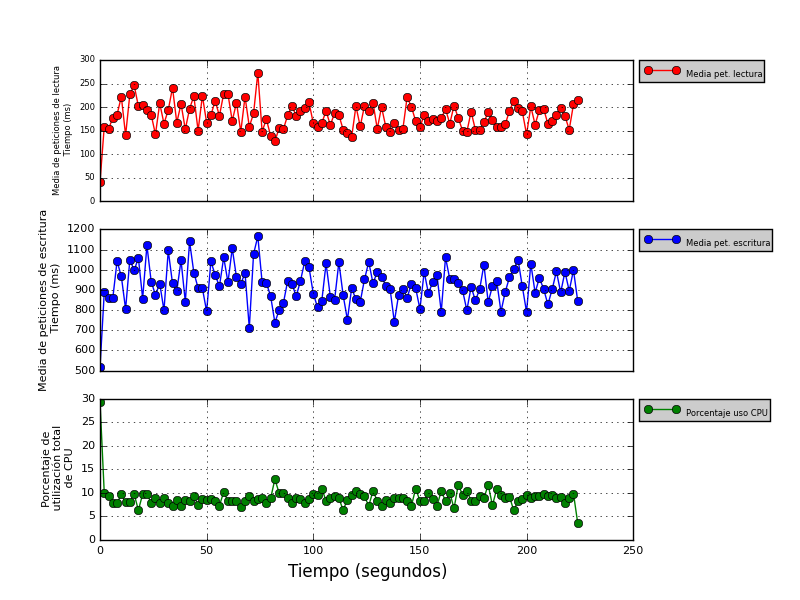 300
250
200
150
100
50
0
Media de peticiones de lectura
Tiempo (ms)
Media pet. lectura
1200
1100
1000
900
800
700
600
500
Media de peticiones de escritura
Tiempo (ms)
Media pet. escritura
30
25
20
15
10
5
0
Porcentaje de
utilización total
de CPU
Porcentaje uso CPU
0 50 100 150 200 250
Tiempo (segundos)